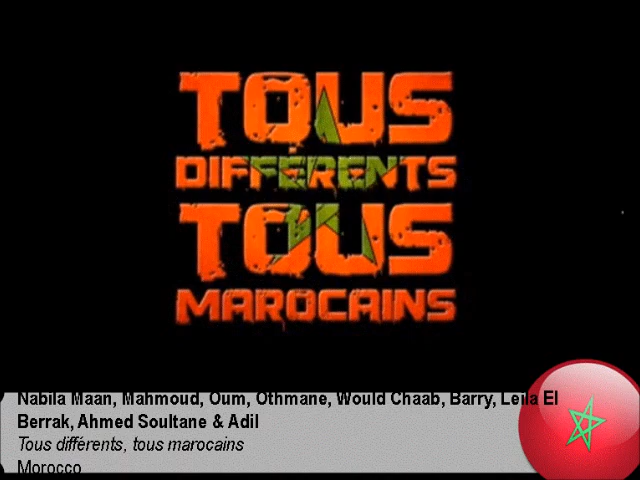 TOUS
DIFFÉRENTS
TOUS
MAROCAINS
Nabila Maan, Mahmoud, Oum, Othmane, Would Chaab, Barry, Leila El
Berrak, Ahmed Soultane & Adil
Tous différents, tous marocains
Morocco